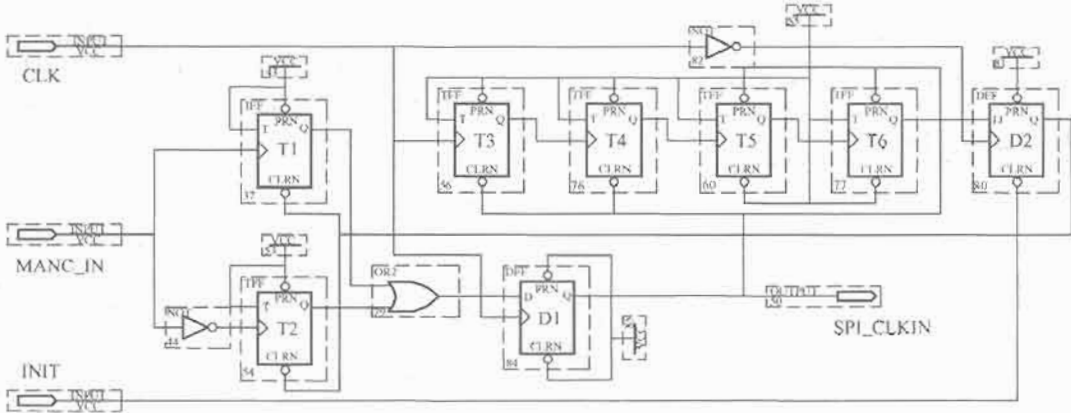 CLK
INPUT
VCC
MANC_IN
INPUT
VCC
INIT
INPUT
VCC
VCC
TFF
PRN
T Q
T1
CLRN
37
VCC
TFF
PRN
T Q
T2
CLRN
54
44
OR2
DFF
PRN
D Q
D1
CLRN
84
VCC
TFF
PRN
T Q
T3
CLRN
56
TFF
PRN
T Q
T4
CLRN
76
TFF
PRN
T Q
T5
CLRN
60
VCC
82
TFF
PRN
T Q
T6
CLRN
77
VCC
DFF
PRN
D Q
D2
CLRN
80
OUTPUT
50
SPI_CLKIN